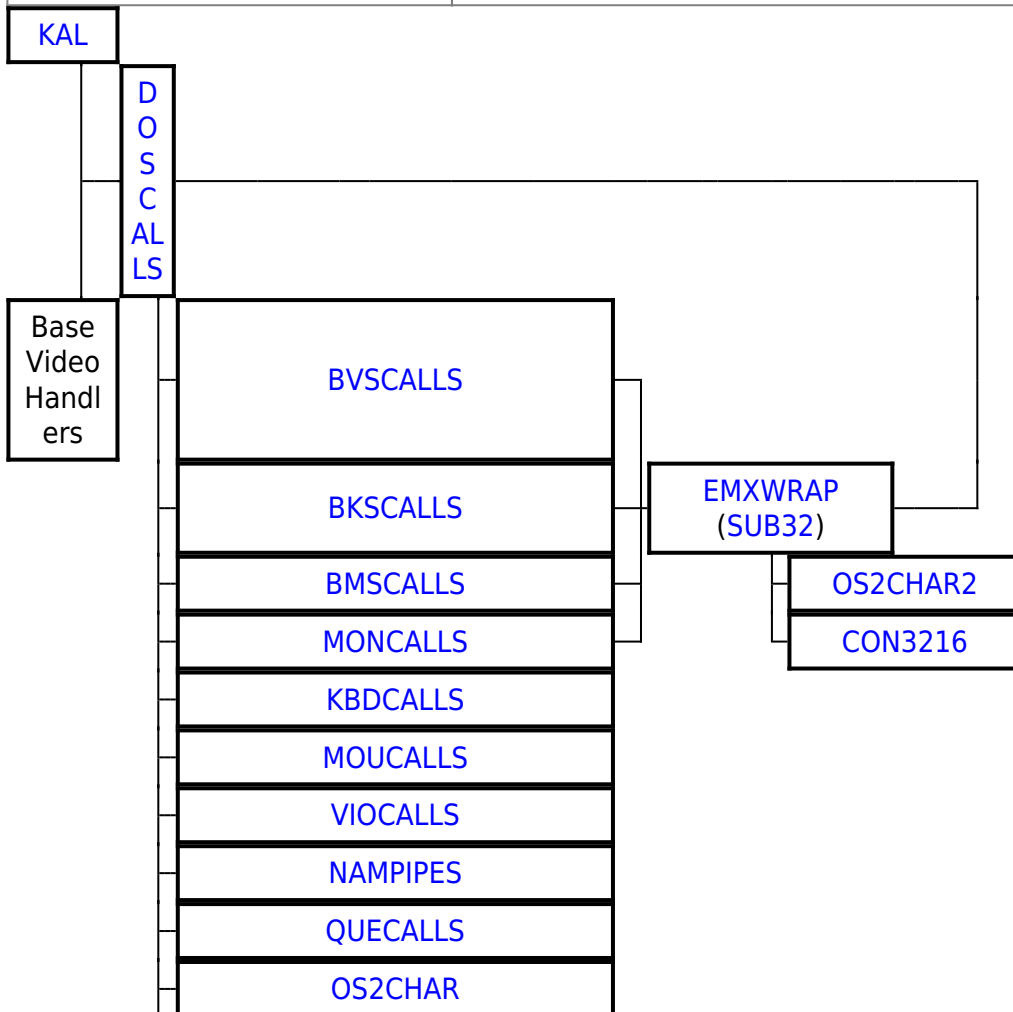 KAL
D
O
S
C
AL
LS
Base
Video
Handl
ers
BVSCALLS
BKSCALLS
EMXWRAP
(SUB32)
BMSCALLS
OS2CHAR2
MONCALLS
CON3216
KBDCALLS
MOUCALLS
VIOCALLS
NAMPIPES
QUECALLS
OS2CHAR